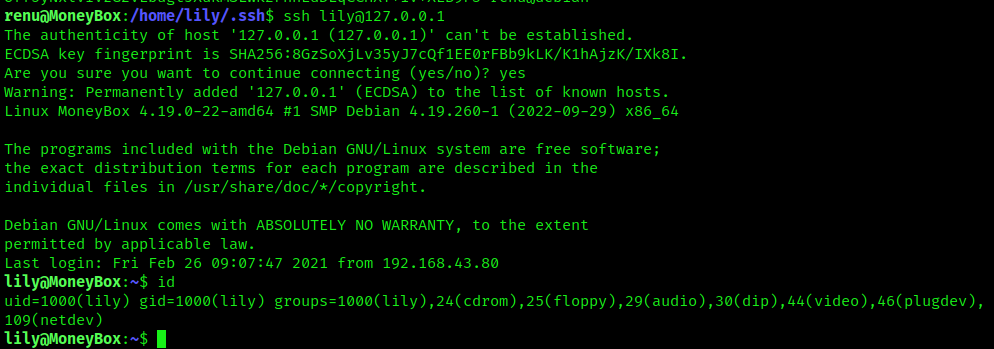 renu@MoneyBox:/home/lily/.ssh$ ssh lily@127.0.0.1
The authenticity of host '127.0.0.1 (127.0.0.1)' can't be established.
ECDSA key fingerprint is SHA256:8GzSoXjLv35yJ7cQf1EE0rFBb9kLK/K1hAjzK/IXk8I.
Are you sure you want to continue connecting (yes/no)? yes
Warning: Permanently added '127.0.0.1' (ECDSA) to the list of known hosts.
Linux MoneyBox 4.19.0-22-amd64 #1 SMP Debian 4.19.260-1 (2022-09-29) x86_64
The programs included with the Debian GNU/Linux system are free software;
the exact distribution terms for each program are described in the
individual files in /usr/share/doc/*/copyright.
Debian GNU/Linux comes with ABSOLUTELY NO WARRANTY, to the extent
permitted by applicable law.
Last login: Fri Feb 26 09:07:47 2021 from 192.168.43.80
lily@MoneyBox:~$ id
uid=1000(lily) gid=1000(lily) groups=1000(lily),24(cdrom),25(floppy),29(audio),30(dip),44(video),46(plugdev),
109(netdev)
lily@MoneyBox:~$